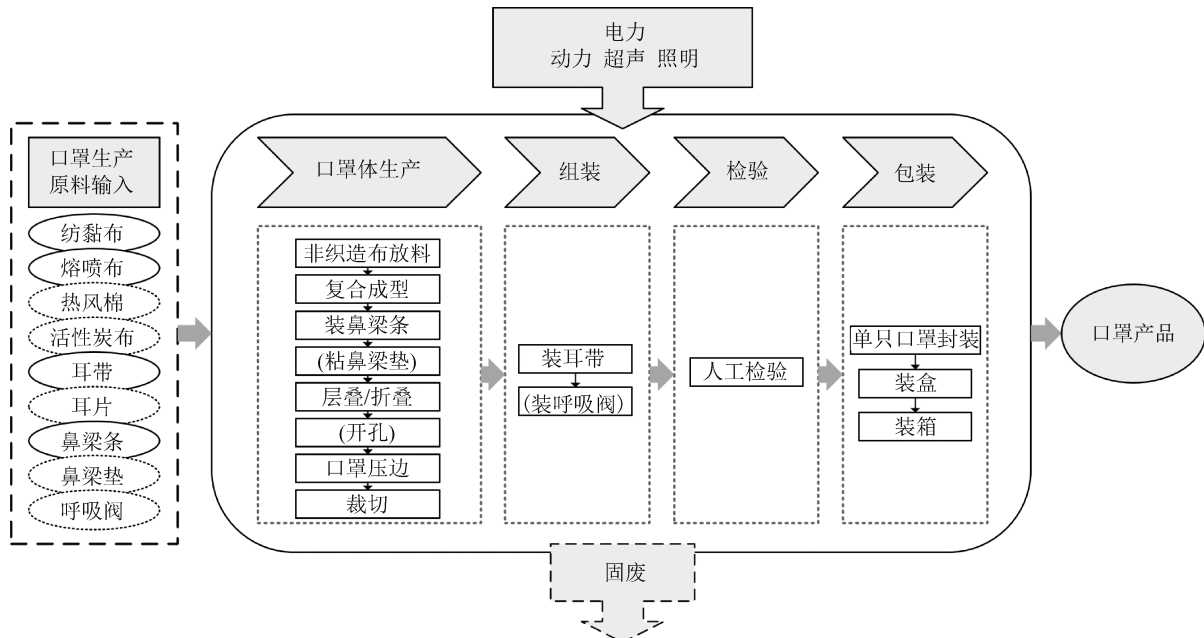 电力
动力 超声 照明
口罩生产
原料输入
纺黏布
熔喷布
热风棉
活性炭布
耳带
耳片
鼻梁条
鼻梁垫
呼吸阀
口罩体生产
非织造布放料
复合成型
装鼻梁条
(粘鼻梁垫)
层叠/折叠
(开孔)
口罩压边
裁切
组装
装耳带
(装呼吸阀)
检验
人工检验
包装
单只口罩封装
装盒
装箱
口罩产品
固废